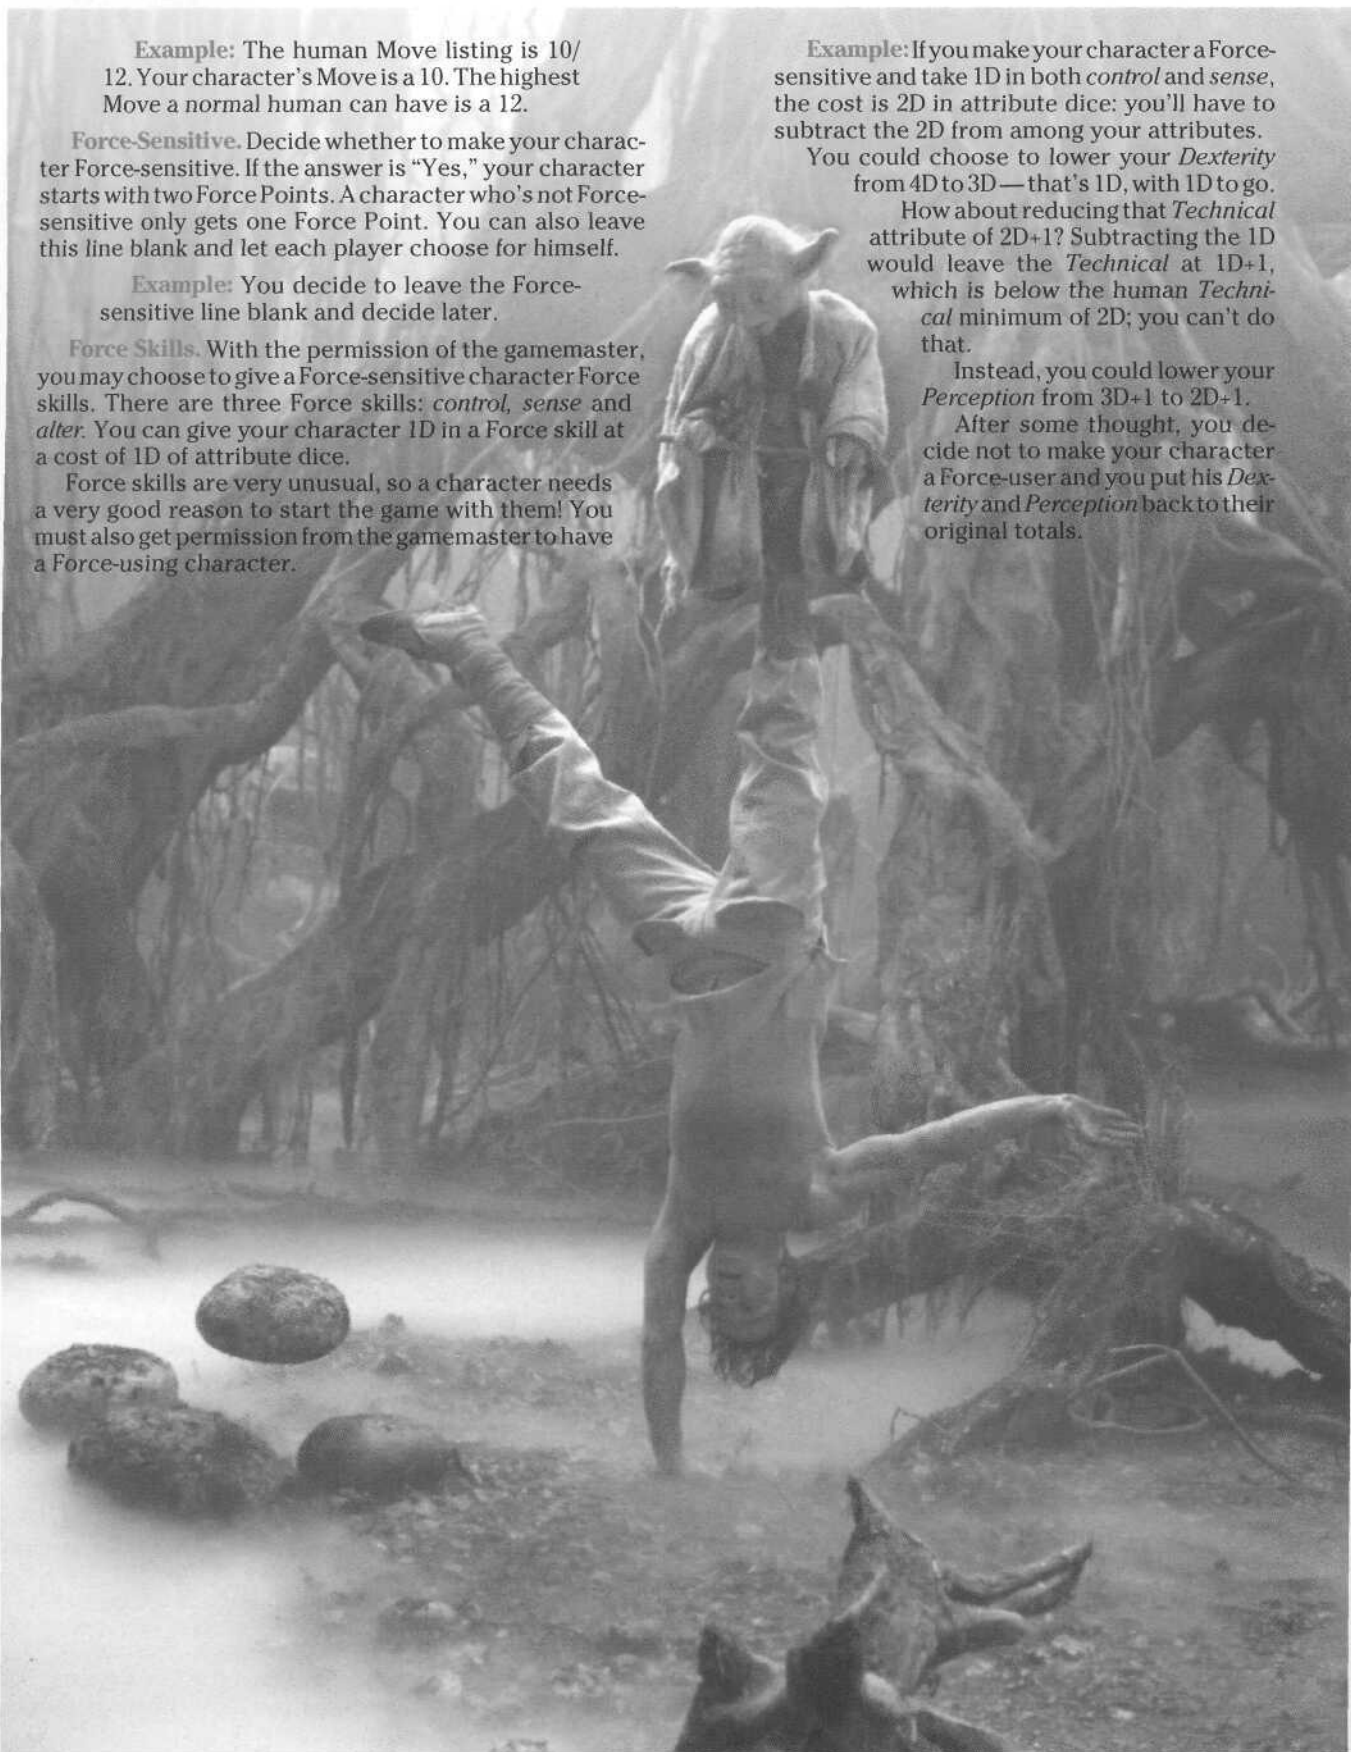 Example: The human Move listing is 10/
12. Your character's Move is a 10. The highest
Move a normal human can have is a 12.
Force-Sensitive. Decide whether to make your charac-
ter Force-sensitive. If the answer is “Yes,” your character
starts with two Force Points. A character who's not Force-
sensitive only gets one Force Point. You can also leave
this line blank and let each player choose for himself.
Example: You decide to leave the Force-
sensitive line blank and decide later.
Force Skills. With the permission of the gamemaster,
you may choose to give a Force-sensitive character Force
skills. There are three Force skills: control, sense and
alter. You can give your character 1D in a Force skill at
a cost of 1D of attribute dice.
Force skills are very unusual, so a character needs
a very good reason to start the game with them! You
must also get permission from the gamemaster to have
a Force-using character.
Example: If you make your character a Force-
sensitive and take 1D in both control and sense,
the cost is 2D in attribute dice: you'll have to
subtract the 2D from among your attributes.
You could choose to lower your Dexterity
from 4D to 3D—that's 1D, with 1D to go.
How about reducing that Technical
attribute of 2D+1? Subtracting the 1D
would leave the Technical at 1D+1,
which is below the human Techni-
cal minimum of 2D; you can't do
that.
Instead, you could lower your
Perception from 3D+1 to 2D+1.
After some thought, you de-
cide not to make your character
a Force-user and you put his Dex-
terity and Perception back to their
original totals.